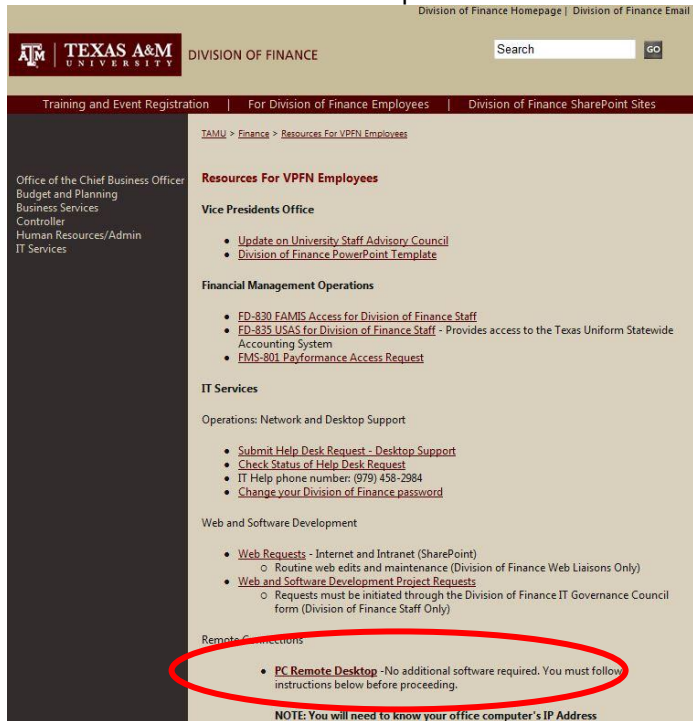 Division of Finance Homepage | Division of Finance Email
ĀM | TEXAS A&M
UNIVERSITY
DIVISION OF FINANCE
Search
GO
Training and Event Registration | For Division of Finance Employees | Division of Finance SharePoint Sites
TAMU > Finance > Resources For VPFN Employees
Office of the Chief Business Officer
Budget and Planning
Business Services
Controller
Human Resources/Admin
IT Services
Resources For VPFN Employees
Vice Presidents Office
• Update on University Staff Advisory Council
• Division of Finance PowerPoint Template
Financial Management Operations
• FD-830 FAMIS Access for Division of Finance Staff
• FD-835 USAS for Division of Finance Staff - Provides access to the Texas Uniform Statewide
Accounting System
• FMS-801 Payformance Access Request
IT Services
Operations: Network and Desktop Support
• Submit Help Desk Request - Desktop Support
• Check Status of Help Desk Request
• IT Help phone number: (979) 458-2984
• Change your Division of Finance password
Web and Software Development
• Web Requests - Internet and Intranet (SharePoint)
○ Routine web edits and maintenance (Division of Finance Web Liaisons Only)
• Web and Software Development Project Requests
○ Requests must be initiated through the Division of Finance IT Governance Council
form (Division of Finance Staff Only)
Remote Connections
• PC Remote Desktop -No additional software required. You must follow
instructions below before proceeding.
NOTE: You will need to know your office computer's IP Address